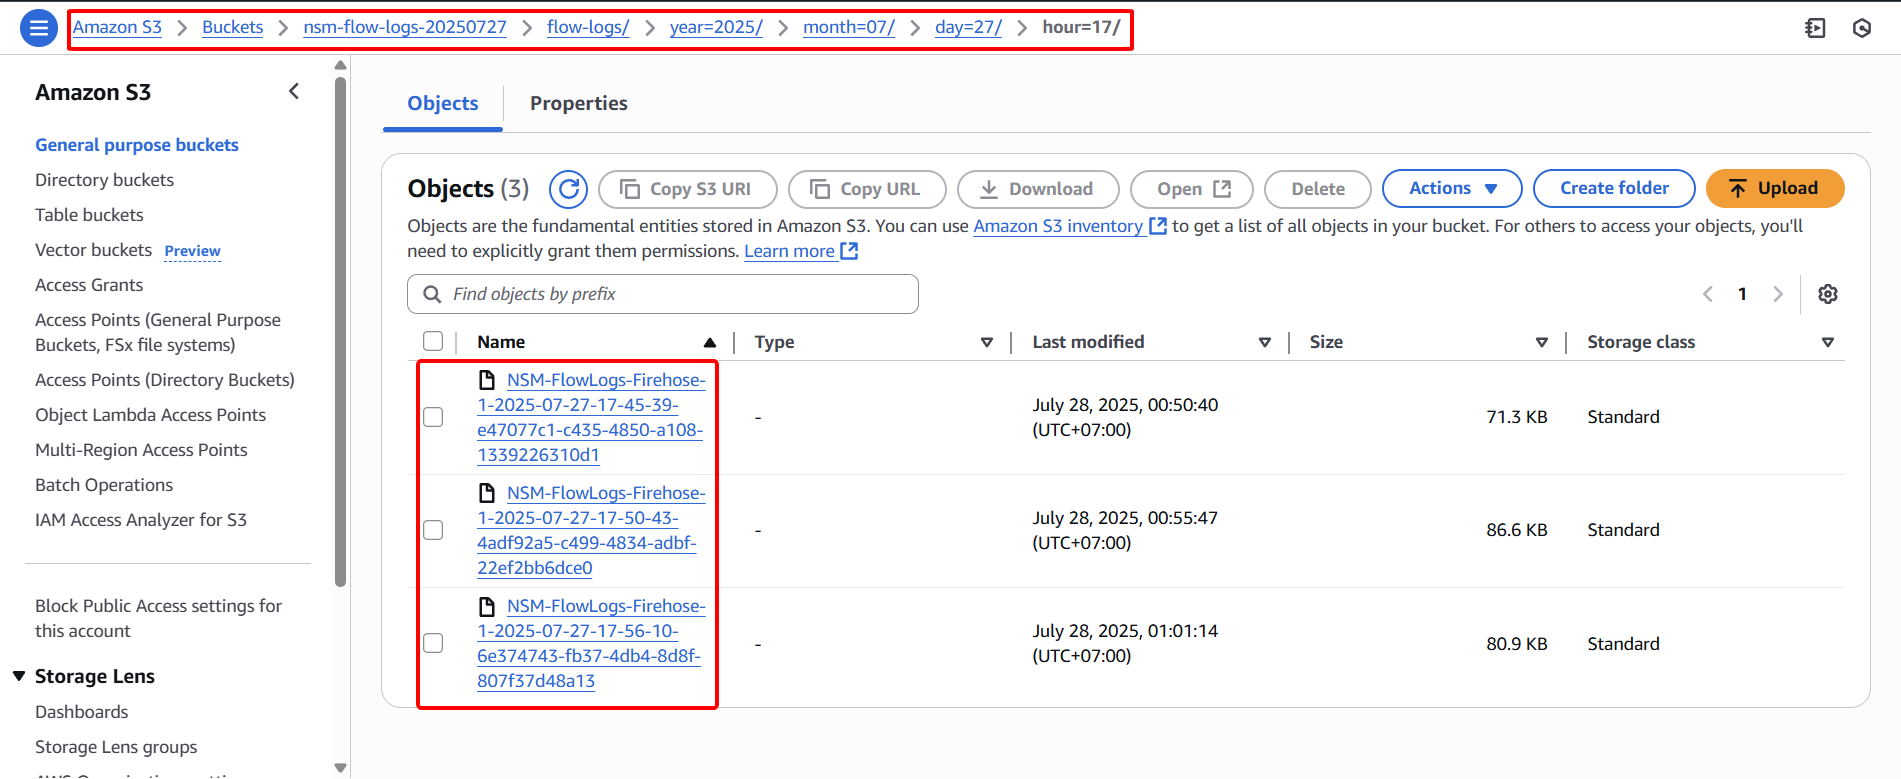 Amazon S3 > Buckets > nsm-flow-logs-20250727 > flow-logs/ > year=2025/ > month=07/ > day=27/ > hour=17/
Amazon S3
General purpose buckets
Directory buckets
Table buckets
Vector buckets Preview
Access Grants
Access Points (General Purpose
Buckets, FSx file systems)
Access Points (Directory Buckets)
Object Lambda Access Points
Multi-Region Access Points
Batch Operations
IAM Access Analyzer for S3
Block Public Access settings for
this account
Storage Lens
Dashboards
Storage Lens groups
Objects Properties
Objects (3) Copy S3 URI Copy URL Download Open Delete Actions Create folder Upload
Objects are the fundamental entities stored in Amazon S3. You can use Amazon S3 inventory to get a list of all objects in your bucket. For others to access your objects, you'll
need to explicitly grant them permissions. Learn more
Find objects by prefix
1
Name Type Last modified Size Storage class
NSM-FlowLogs-Firehose-
1-2025-07-27-17-45-39-
e47077c1-c435-4850-a108-
1339226310d1
-
July 28, 2025, 00:50:40
(UTC+07:00)
71.3 KB
Standard
NSM-FlowLogs-Firehose-
1-2025-07-27-17-50-43-
4adf92a5-c499-4834-adbf-
22ef2bb6dce0
-
July 28, 2025, 00:55:47
(UTC+07:00)
86.6 KB
Standard
NSM-FlowLogs-Firehose-
1-2025-07-27-17-56-10-
6e374743-fb37-4db4-8d8f-
807f37d48a13
-
July 28, 2025, 01:01:14
(UTC+07:00)
80.9 KB
Standard